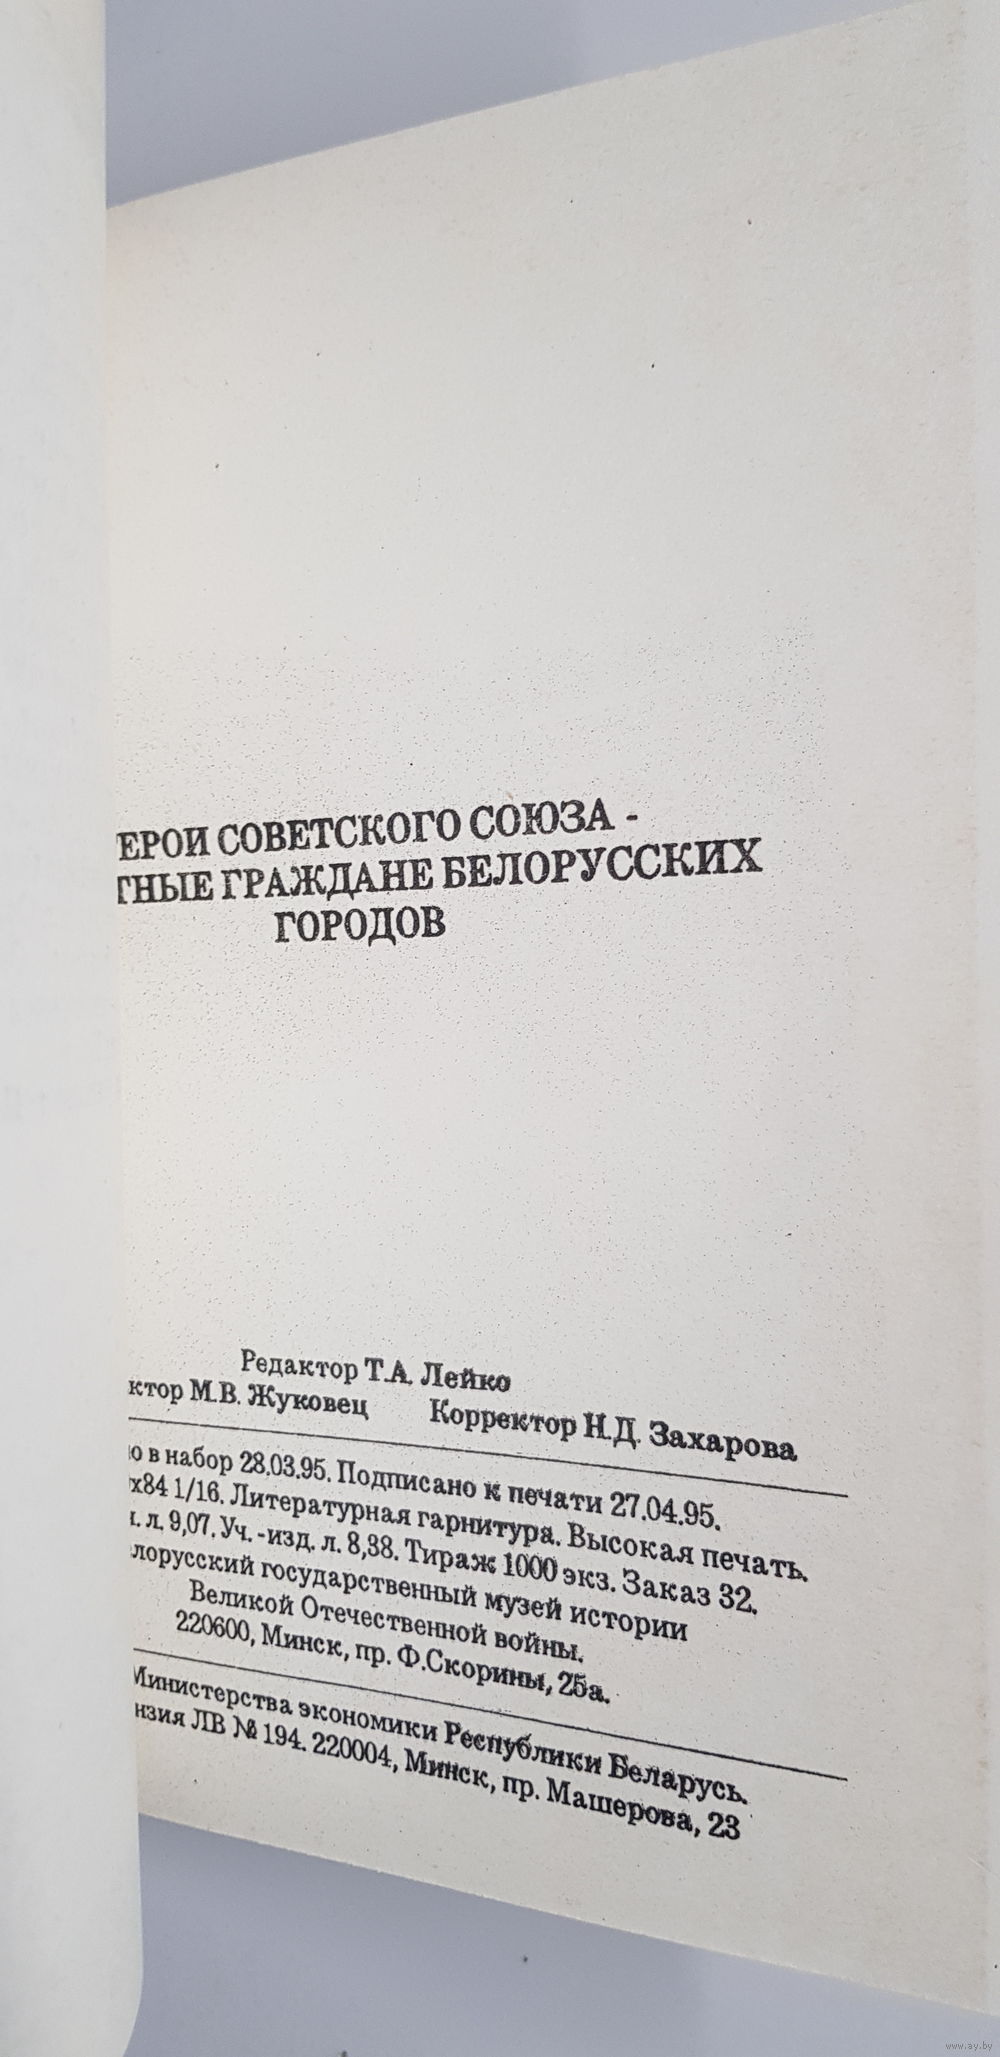 ЕРОИ СОВЕТСКОГО СОЮЗА -
ТНЫЕ ГРАЖДАНЕ БЕЛОРУССКИХ
ГОРОДОВ
Редактор Т.А. Лейко
ктор М.В. Жуковец Корректор Н.Д. Захарова
о в набор 28.03.95. Подписано к печати 27.04.95.
х84 1/16. Литературная гарнитура. Высокая печать.
л. 9,07. Уч.-изд. л. 8,38. Тираж 1000 экз. Заказ 32.
лорусский государственный музей истории
Великой Отечественной войны.
220600, Минск, пр. Ф.Скорины, 25а.
Министерства экономики Республики Беларусь.
нзия ЛВ № 194. 220004, Минск, пр. Машерова, 23
www.ay.by